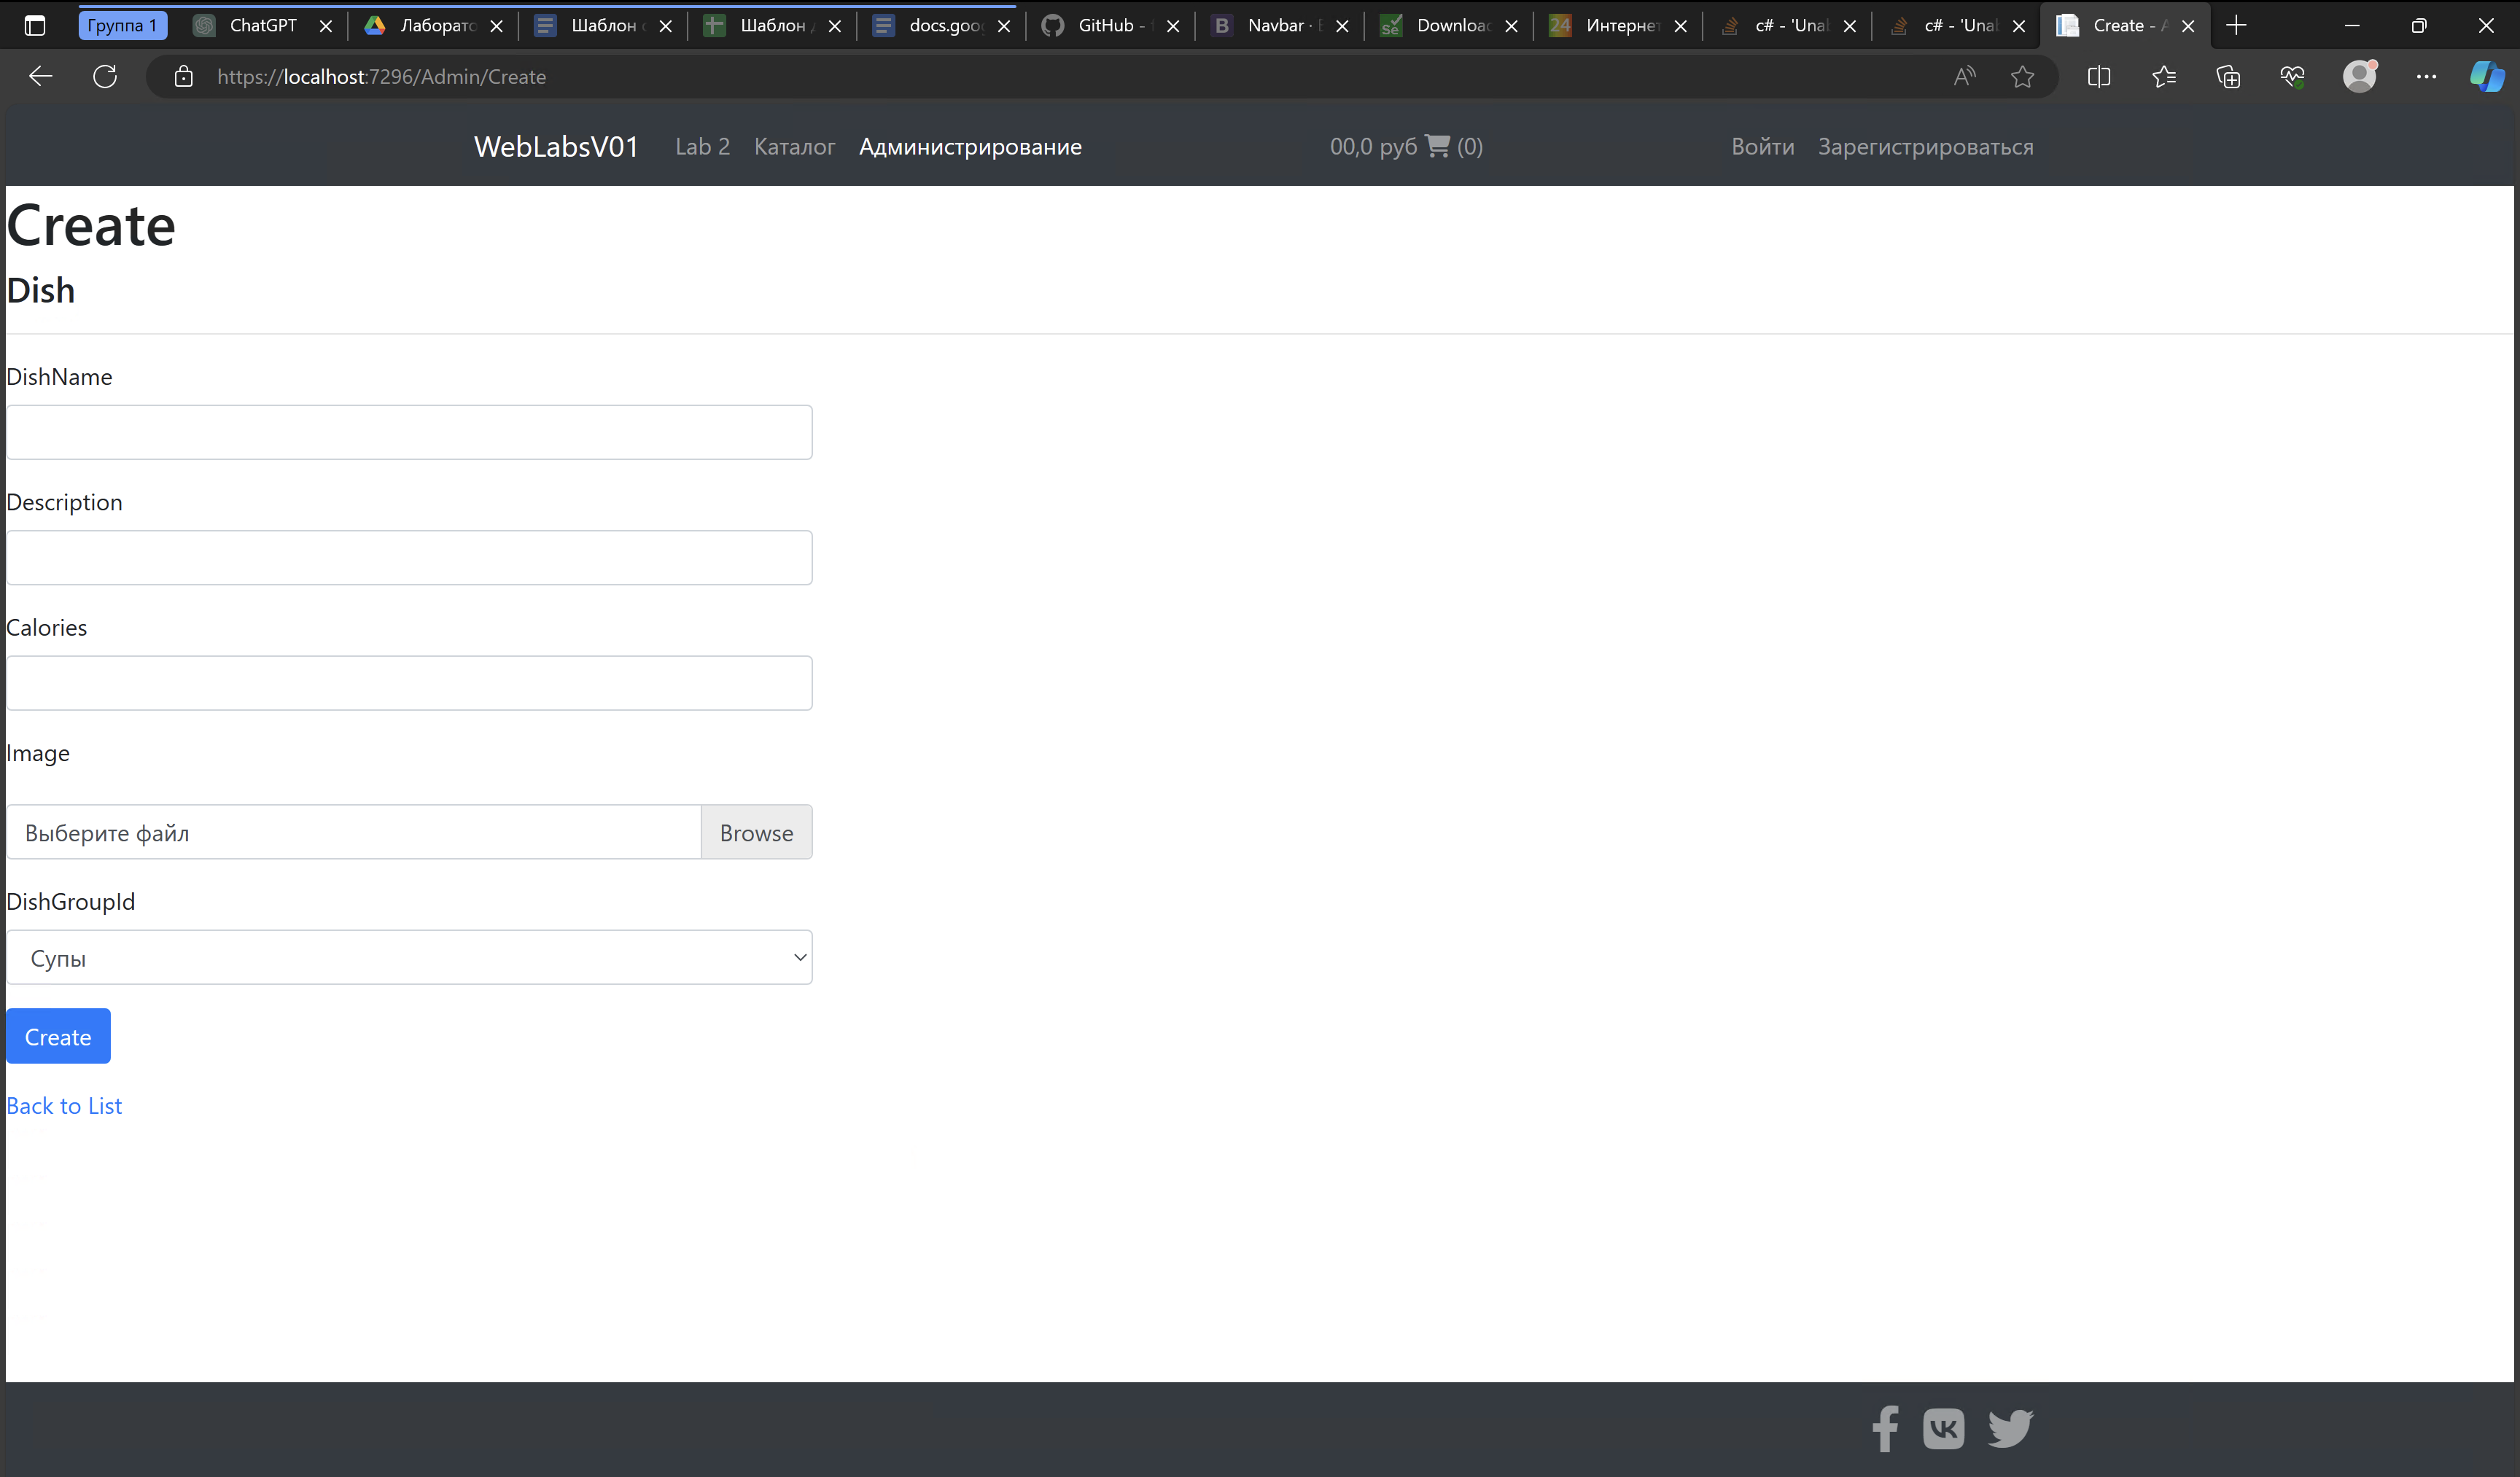 Группа 1 ChatGPT Лаборато Шаблон Шаблон docs.goo GitHub - Navbar · Downloa Интернет c# - 'Una c# - 'Una Create -
https://localhost:7296/Admin/Create
WebLabsV01 Lab 2 Каталог Администрирование 00,0 руб (0) Войти Зарегистрироваться
Create
Dish
DishName
Description
Calories
Image
Выберите файл Browse
DishGroupId
Супы
Create
Back to List